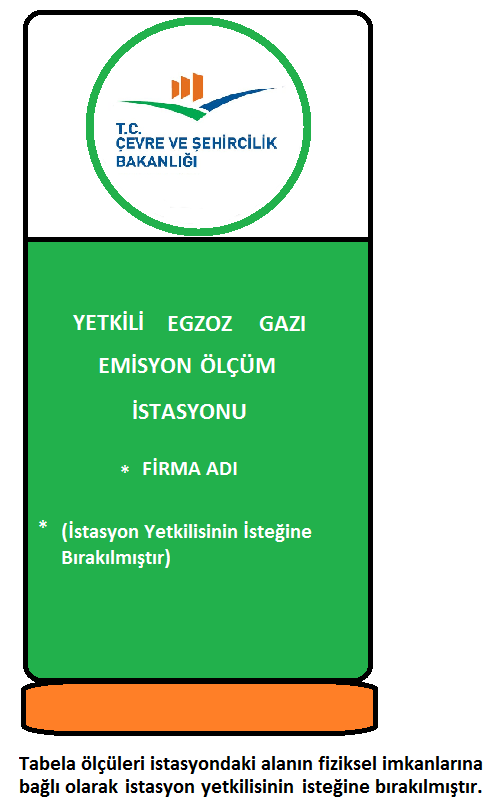 T.C.
ÇEVRE VE ŞEHİRCİLİK
BAKANLIĞI
YETKİLİ EGZOZ GAZI
EMİSYON ÖLÇÜM
İSTASYONU
* FİRMA ADI
* (İstasyon Yetkilisinin İsteğine
Bırakılmıştır)
Tabela ölçüleri istasyondaki alanın fiziksel imkanlarına
bağlı olarak istasyon yetkilisinin isteğine bırakılmıştır.